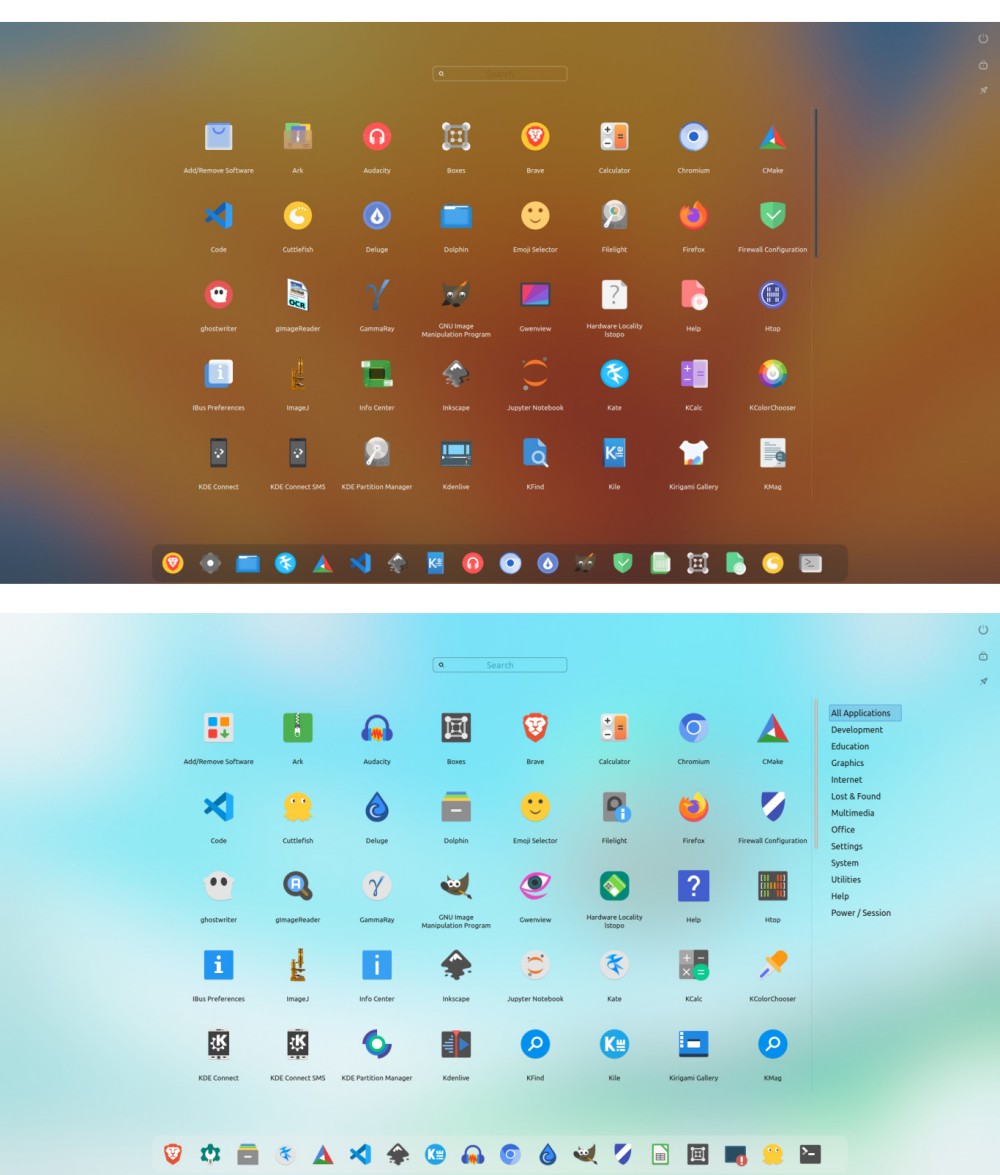 Search
Add/Remove Software Ark Audacity Boxes Brave Calculator Chromium CMake
Code Cuttlefish Deluge Dolphin Emoji Selector Filelight Firefox Firewall Configuration
OCR
ghostwriter gImageReader GammaRay GNU Image Manipulation Program Gwenview Hardware Locality lstopo Help Htop
IBus Preferences ImageJ Info Center Inkscape Jupyter Notebook Kate KCalc KColorChooser
KDE Connect KDE Connect SMS KDE Partition Manager Kdenlive KFind Kile Kirigami Gallery KMag
Search
Add/Remove Software Ark Audacity Boxes Brave Calculator Chromium CMake
Code Cuttlefish Deluge Dolphin Emoji Selector Filelight Firefox Firewall Configuration
ghostwriter gImageReader GammaRay GNU Image Manipulation Program Gwenview Hardware Locality lstopo Help Htop
IBus Preferences ImageJ Info Center Inkscape Jupyter Notebook Kate KCalc KColorChooser
KDE Connect KDE Connect SMS KDE Partition Manager Kdenlive KFind Kile Kirigami Gallery KMag
All Applications
Development
Education
Graphics
Internet
Lost & Found
Multimedia
Office
Settings
System
Utilities
Help
Power / Session